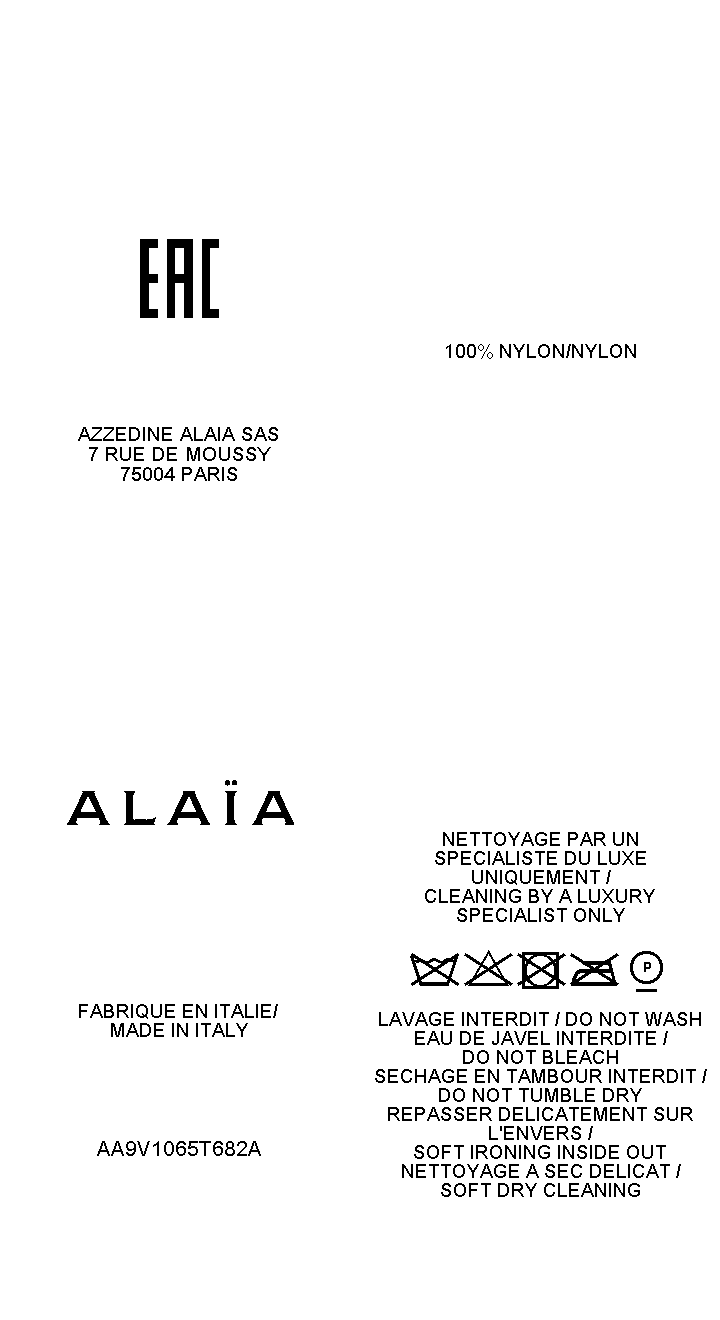 EAC
AZZEDINE ALAIA SAS
7 RUE DE MOUSSY
75004 PARIS
100% NYLON/NYLON
ALAÏA
FABRIQUE EN ITALIE/
MADE IN ITALY
AA9V1065T682A
NETTOYAGE PAR UN
SPECIALISTE DU LUXE
UNIQUEMENT /
CLEANING BY A LUXURY
SPECIALIST ONLY
P
LAVAGE INTERDIT / DO NOT WASH
EAU DE JAVEL INTERDITE /
DO NOT BLEACH
SECHAGE EN TAMBOUR INTERDIT /
DO NOT TUMBLE DRY
REPASSER DELICATEMENT SUR
L'ENVERS /
SOFT IRONING INSIDE OUT
NETTOYAGE A SEC DELICAT /
SOFT DRY CLEANING